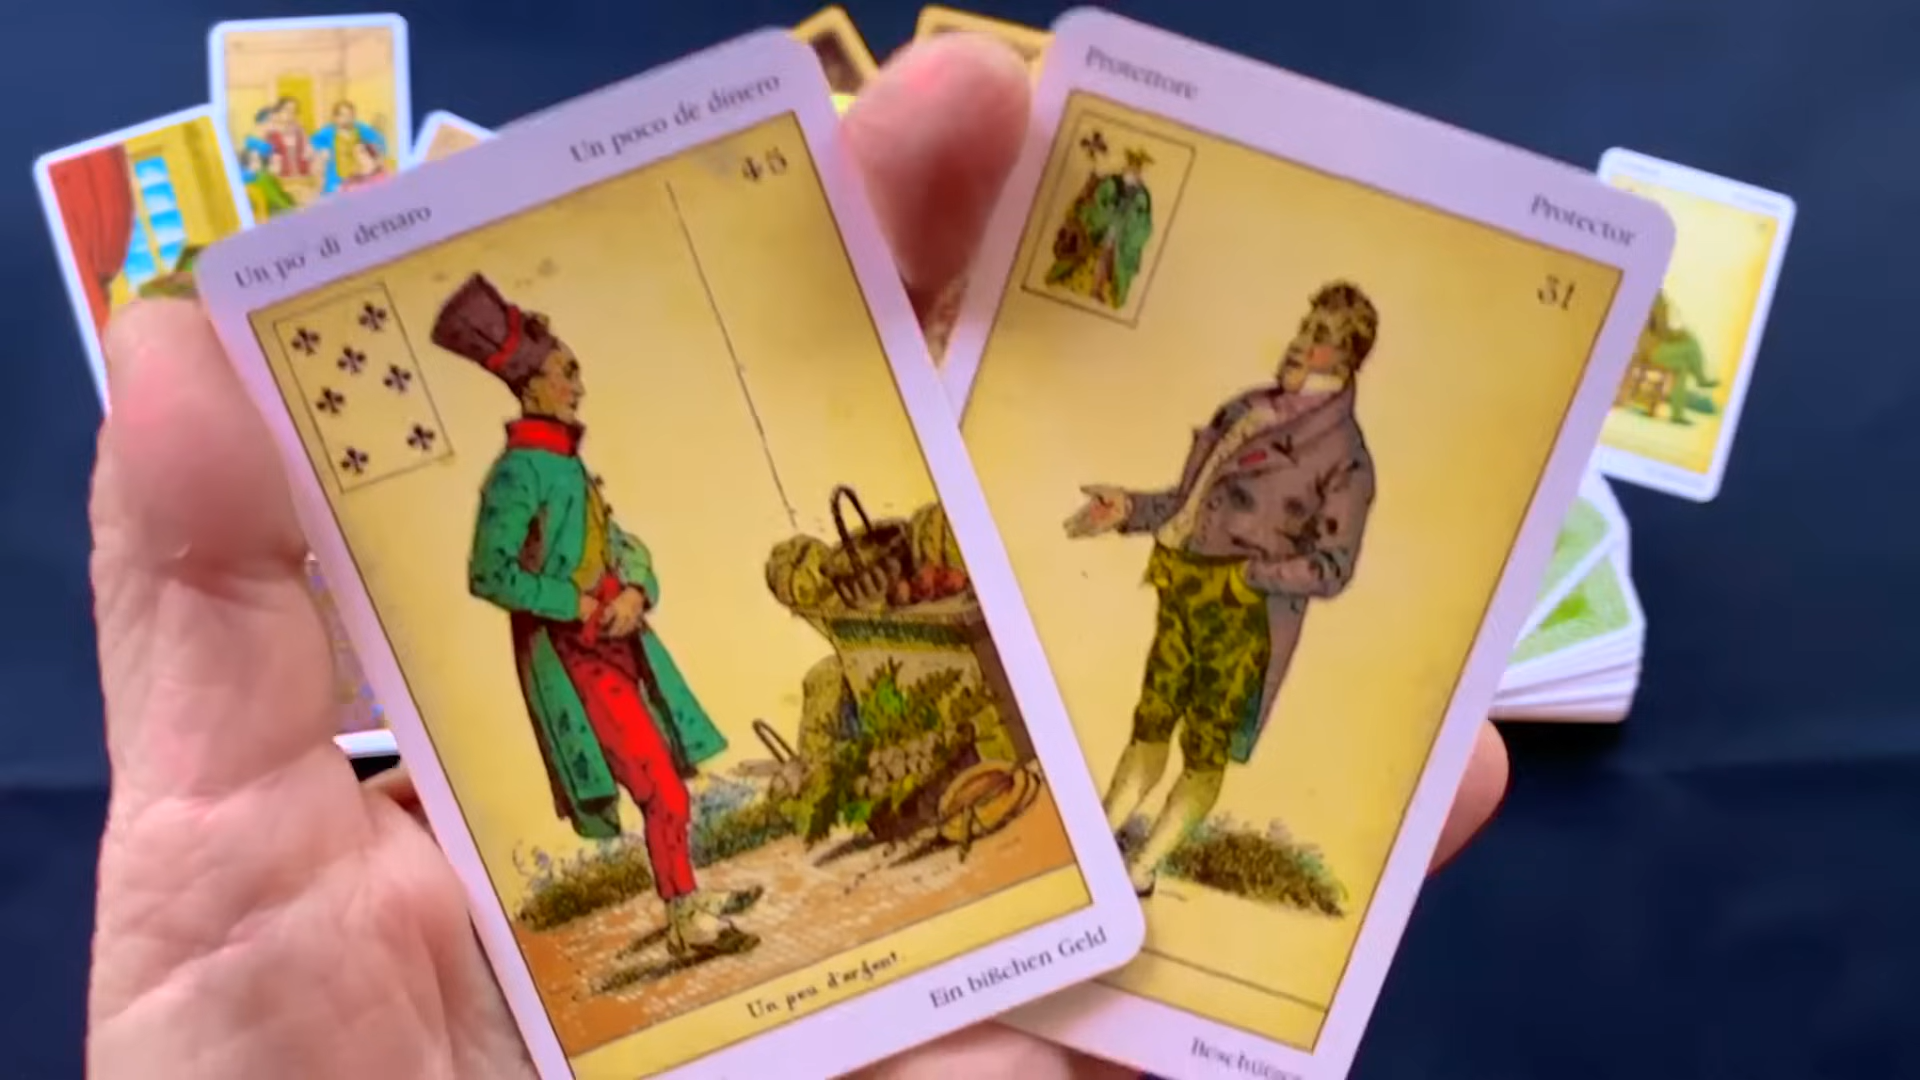 Un po' di denaro
Un poco de dinero
45
Un peu d'argent.
Ein bißchen Geld
Protettore
Protector
31